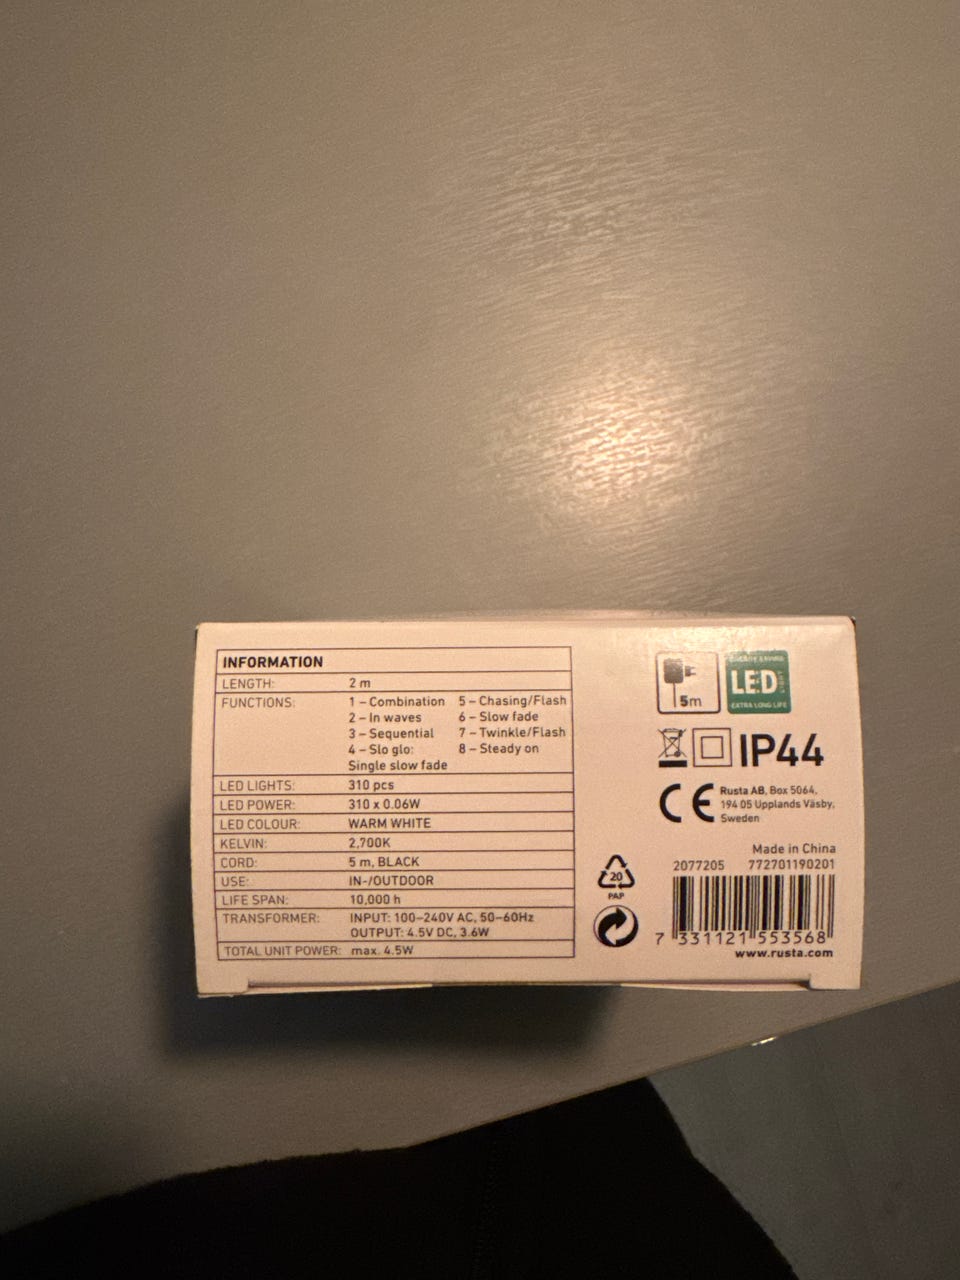 INFORMATION
LENGTH: 2 m
FUNCTIONS: 1 – Combination 5 – Chasing/Flash
2 – In waves 6 – Slow fade
3 – Sequential 7 – Twinkle/Flash
4 – Slo glo: 8 – Steady on
Single slow fade
LED LIGHTS: 310 pcs
LED POWER: 310 x 0.06W
LED COLOUR: WARM WHITE
KELVIN: 2,700K
CORD: 5 m, BLACK
USE: IN-/OUTDOOR
LIFE SPAN: 10,000 h
TRANSFORMER: INPUT: 100–240V AC, 50–60Hz
OUTPUT: 4.5V DC, 3.6W
TOTAL UNIT POWER: max. 4.5W
5m
ENERGY SAVING
LED
LIGHT
EXTRA LONG LIFE
IP44
CE
Rusta AB, Box 5064,
194 05 Upplands Väsby,
Sweden
Made in China
2077205 772701190201
20
PAP
7 331121 553568
www.rusta.com